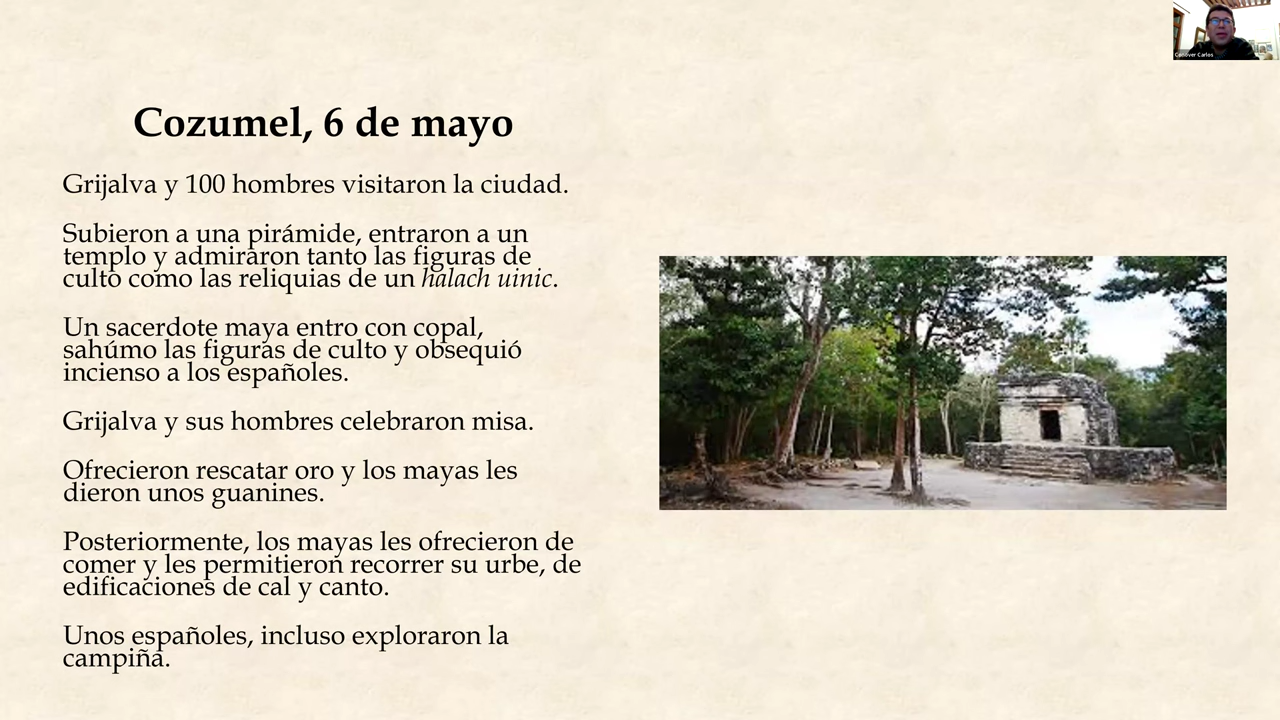 Cozumel, 6 de mayo
Grijalva y 100 hombres visitaron la ciudad.
Subieron a una pirámide, entraron a un
templo y admiraron tanto las figuras de
culto como las reliquias de un halach uinic.
Un sacerdote maya entro con copal,
sahúmo las figuras de culto y obsequió
incienso a los españoles.
Grijalva y sus hombres celebraron misa.
Ofrecieron rescatar oro y los mayas les
dieron unos guanines.
Posteriormente, los mayas les ofrecieron de
comer y les permitieron recorrer su urbe, de
edificaciones de cal y canto.
Unos españoles, incluso exploraron la
campiña.
Carlos